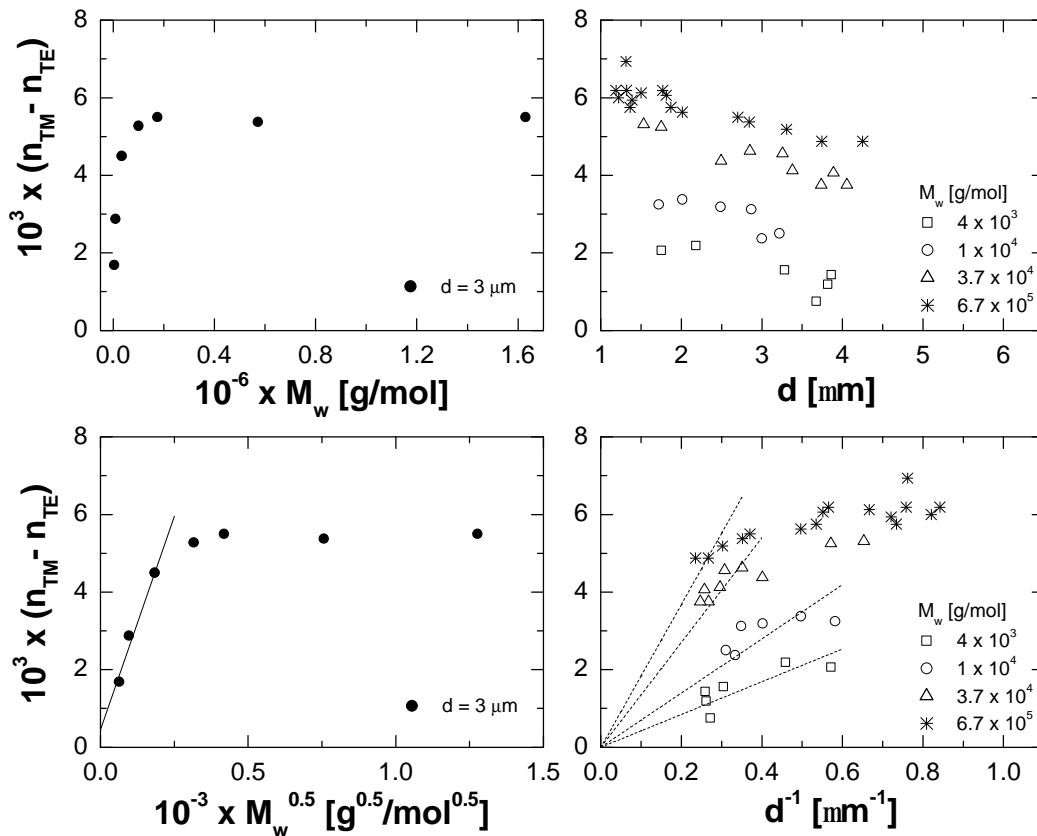 8
6
4
2
0
10³ x (n_TM - n_TE)
d = 3 μm
0.0 0.4 0.8 1.2 1.6
10⁻⁶ x M_w [g/mol]
8
6
4
2
0
M_w [g/mol]
4 x 10³
1 x 10⁴
3.7 x 10⁴
6.7 x 10⁵
1 2 3 4 5 6
d [mm]
8
6
4
2
0
10³ x (n_TM - n_TE)
d = 3 μm
0.0 0.5 1.0 1.5
10⁻³ x M_w^0.5 [g^0.5/mol^0.5]
8
6
4
2
0
M_w [g/mol]
4 x 10³
1 x 10⁴
3.7 x 10⁴
6.7 x 10⁵
0.0 0.2 0.4 0.6 0.8 1.0
d⁻¹ [mm⁻¹]